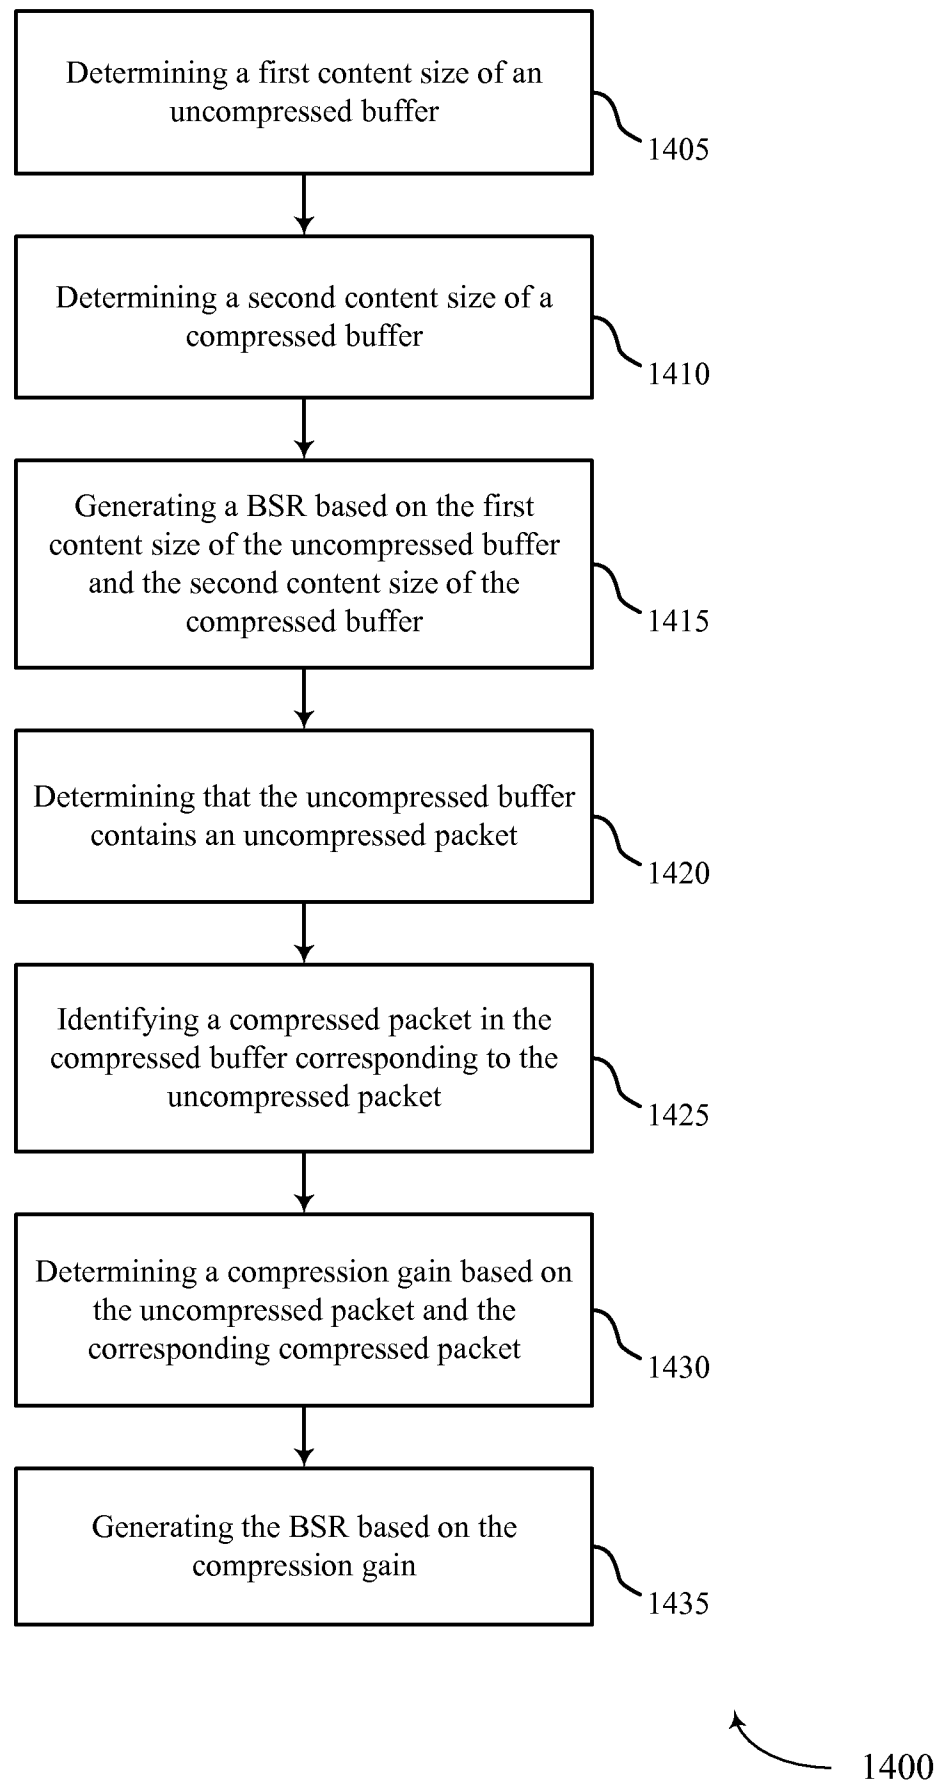 Determining a first content size of an
uncompressed buffer
1405
Determining a second content size of a
compressed buffer
1410
Generating a BSR based on the first
content size of the uncompressed buffer
and the second content size of the
compressed buffer
1415
Determining that the uncompressed buffer
contains an uncompressed packet
1420
Identifying a compressed packet in the
compressed buffer corresponding to the
uncompressed packet
1425
Determining a compression gain based on
the uncompressed packet and the
corresponding compressed packet
1430
Generating the BSR based on the
compression gain
1435
1400